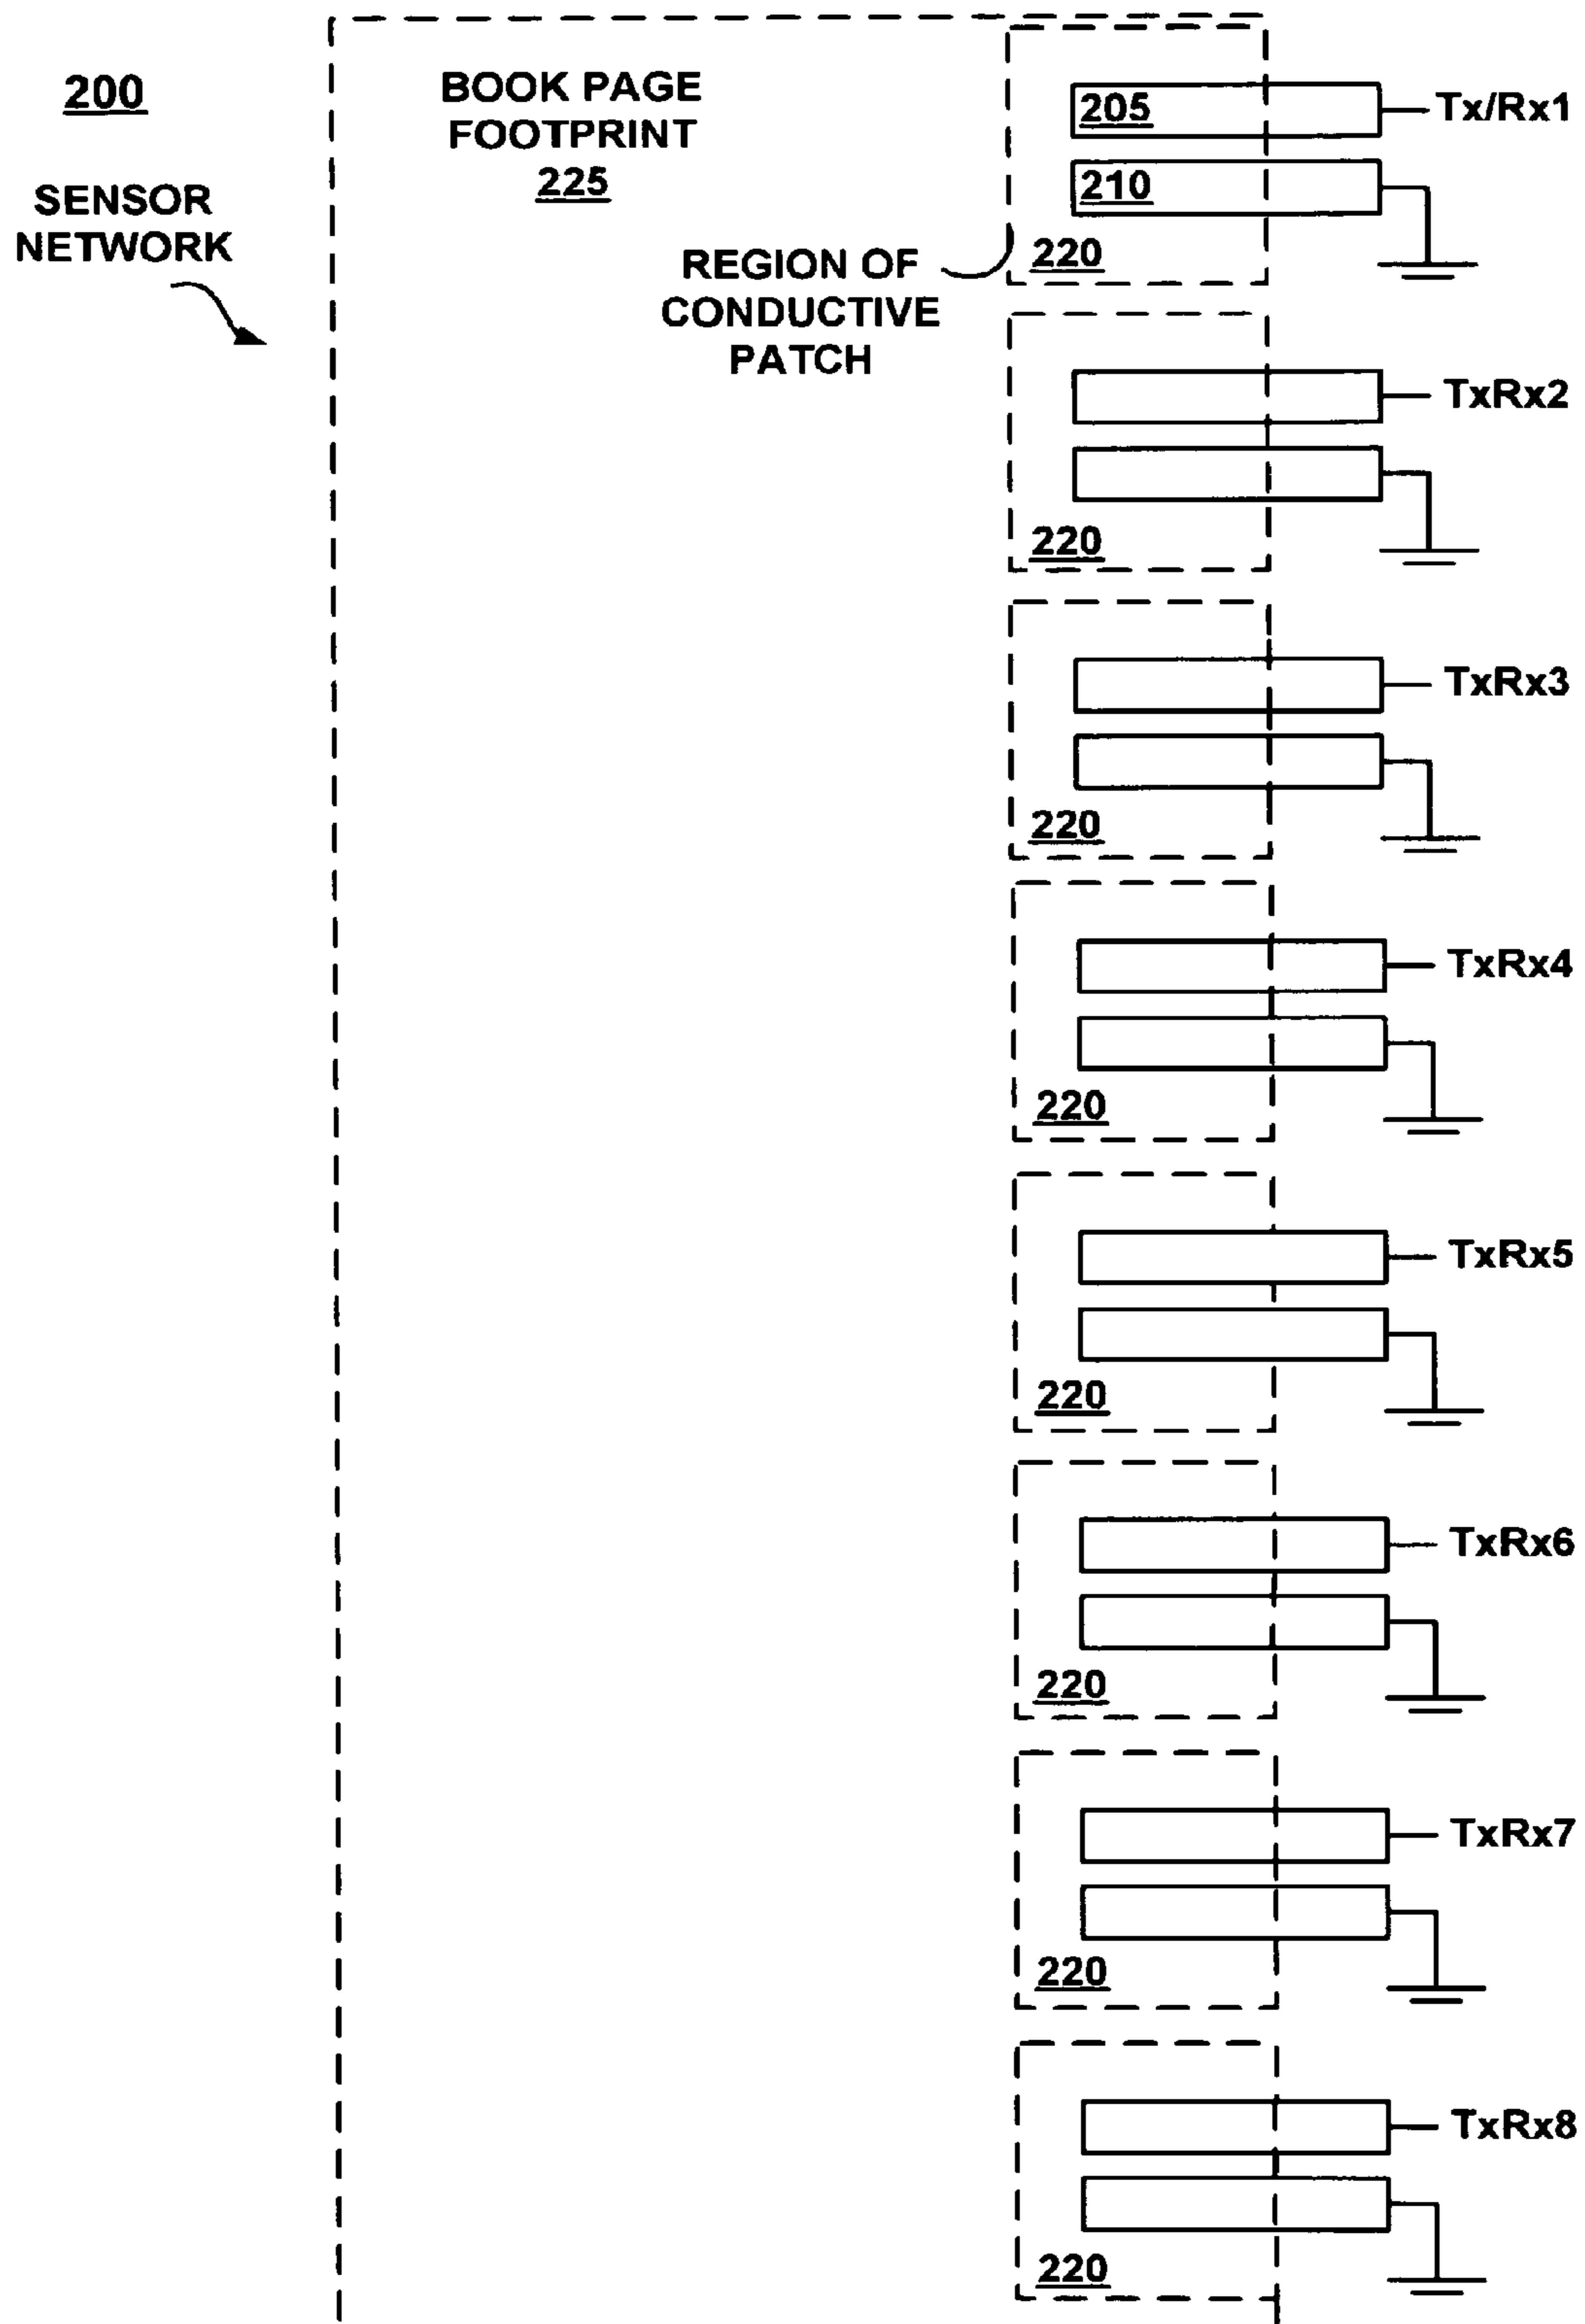 200
SENSOR
NETWORK
BOOK PAGE
FOOTPRINT
225
REGION OF
CONDUCTIVE
PATCH
205
Tx/Rx1
210
220
TxRx2
220
TxRx3
220
TxRx4
220
TxRx5
220
TxRx6
220
TxRx7
220
TxRx8
220